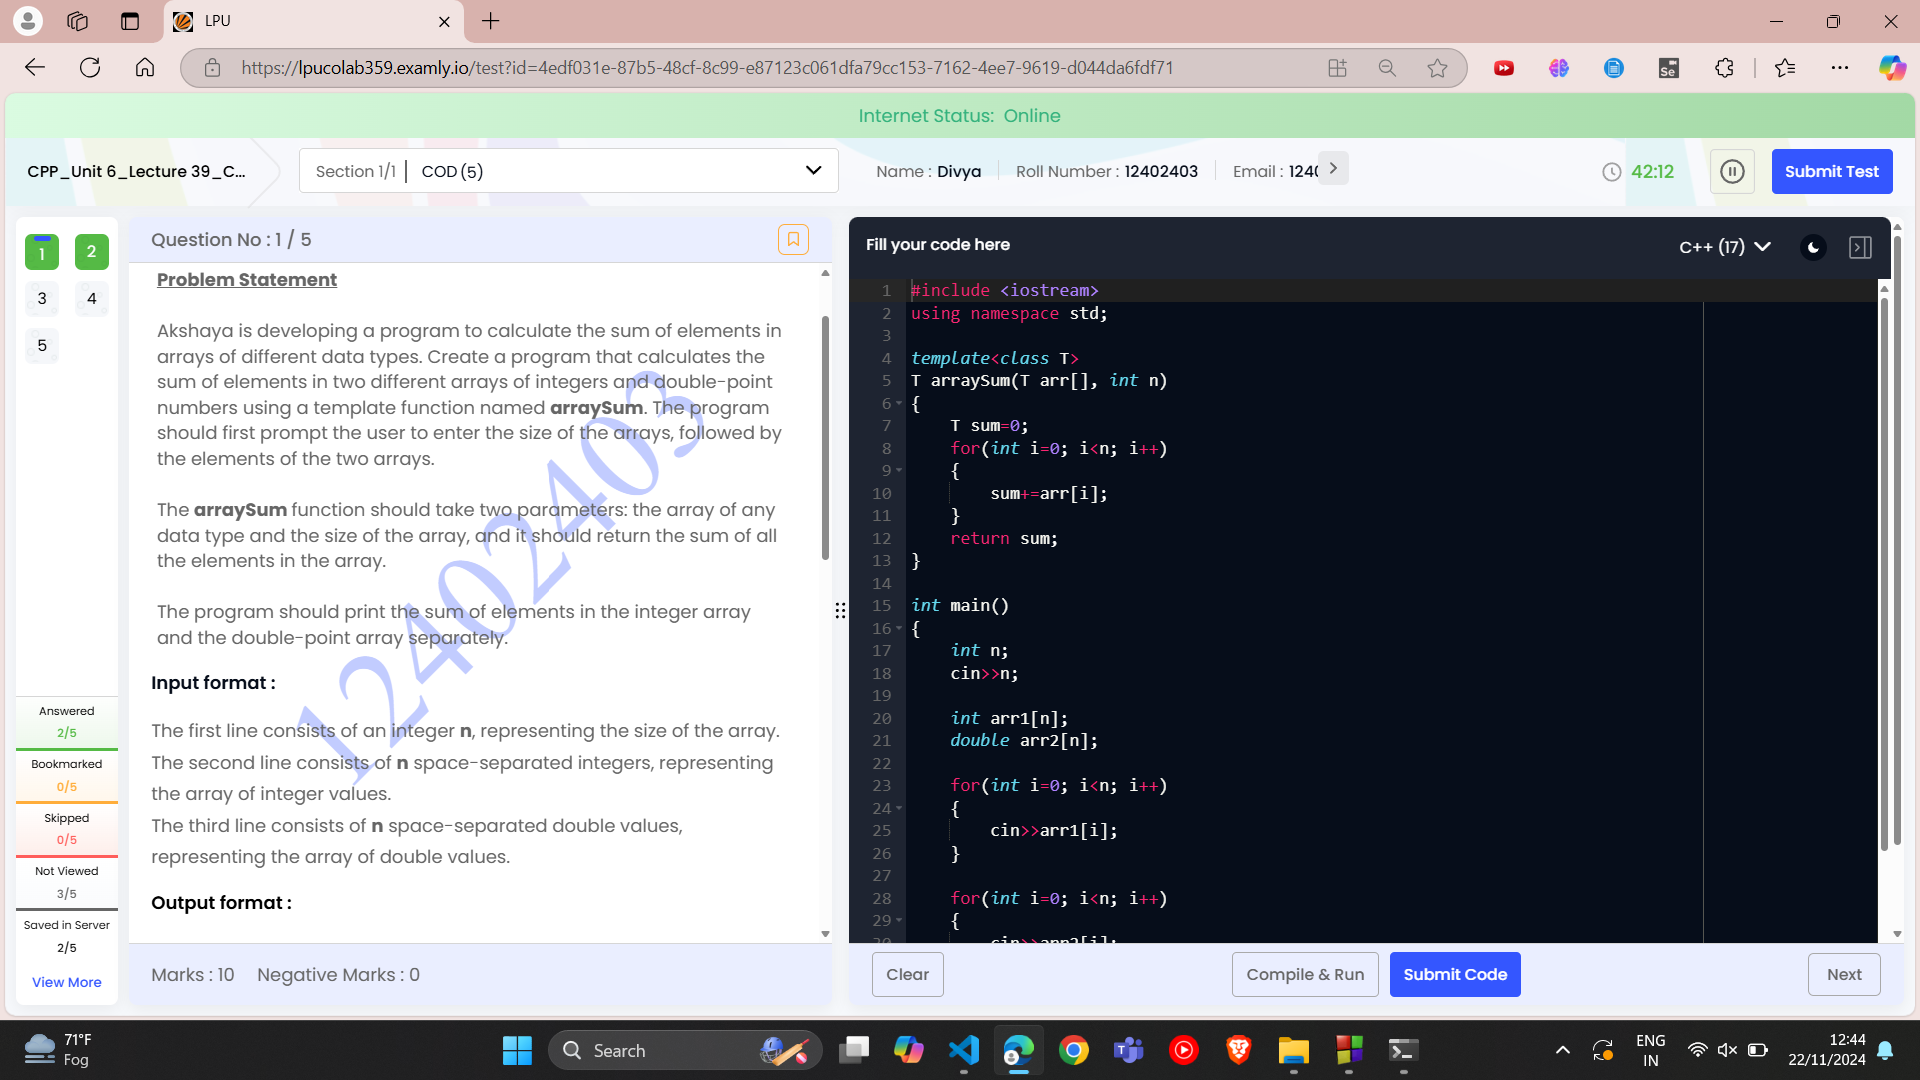 LPU
https://lpucolab359.examly.io/test?id=4edf031e-87b5-48cf-8c99-e87123c061dfa79cc153-7162-4ee7-9619-d044da6fdf71
Internet Status: Online
CPP_Unit 6_Lecture 39_C...
Section 1/1
COD (5)
Name : Divya
Roll Number : 12402403
Email : 1240
42:12
Submit Test
1
2
3
4
5
Question No : 1 / 5
Problem Statement
Akshaya is developing a program to calculate the sum of elements in
arrays of different data types. Create a program that calculates the
sum of elements in two different arrays of integers and double-point
numbers using a template function named arraySum. The program
should first prompt the user to enter the size of the arrays, followed by
the elements of the two arrays.
The arraySum function should take two parameters: the array of any
data type and the size of the array, and it should return the sum of all
the elements in the array.
The program should print the sum of elements in the integer array
and the double-point array separately.
Input format :
The first line consists of an integer n, representing the size of the array.
The second line consists of n space-separated integers, representing
the array of integer values.
The third line consists of n space-separated double values,
representing the array of double values.
Output format :
12402403
Marks : 10
Negative Marks : 0
Answered
2/5
Bookmarked
0/5
Skipped
0/5
Not Viewed
3/5
Saved in Server
2/5
View More
Fill your code here
C++ (17)
1 #include <iostream>
2 using namespace std;
3
4 template<class T>
5 T arraySum(T arr[], int n)
6 {
7 T sum=0;
8 for(int i=0; i<n; i++)
9 {
10 sum+=arr[i];
11 }
12 return sum;
13 }
14
15 int main()
16 {
17 int n;
18 cin>>n;
19
20 int arr1[n];
21 double arr2[n];
22
23 for(int i=0; i<n; i++)
24 {
25 cin>>arr1[i];
26 }
27
28 for(int i=0; i<n; i++)
29 {
30 cin>>arr2[i];
Clear
Compile & Run
Submit Code
Next
71°F
Fog
Search
ENG
IN
12:44
22/11/2024